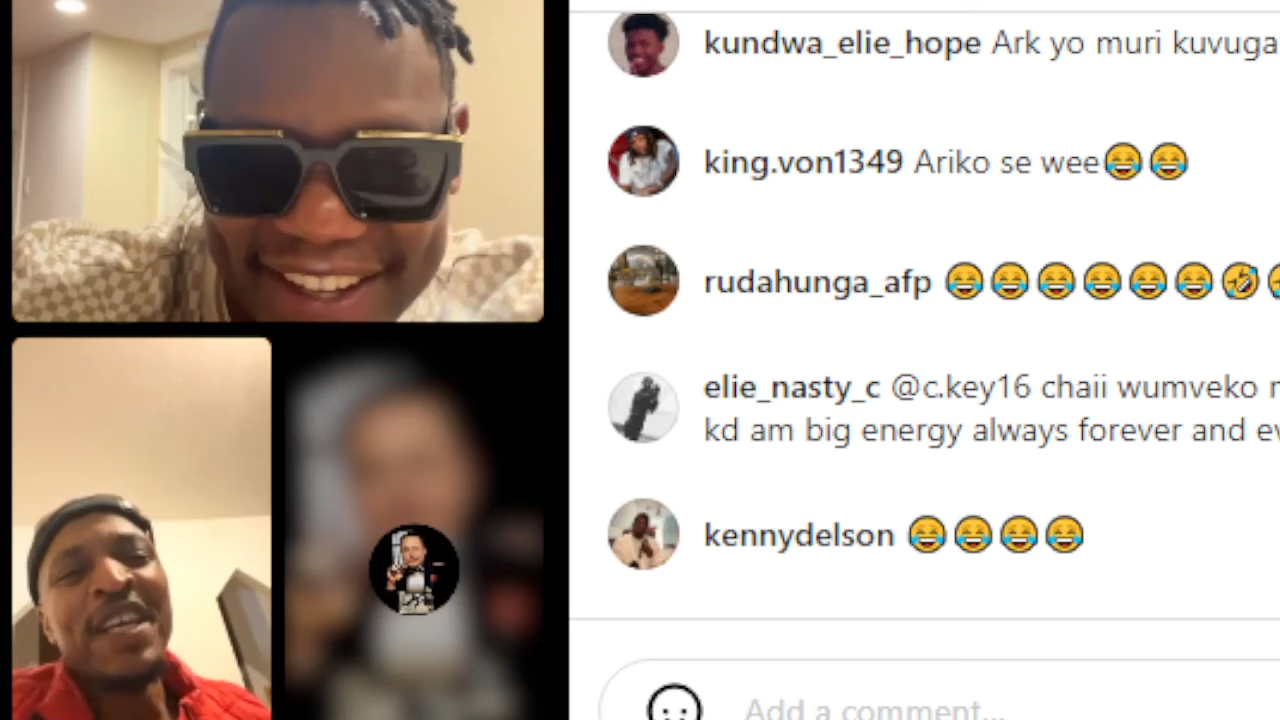 kundwa_elie_hope Ark yo muri kuvuga
king.von1349 Ariko se wee😂😂
rudahunga_afp 😂😂😂😂😂😂🤣
elie_nasty_c @c.key16 chaii wumveko
kd am big energy always forever and
kennydelson 😂😂😂😂
Add a comment...